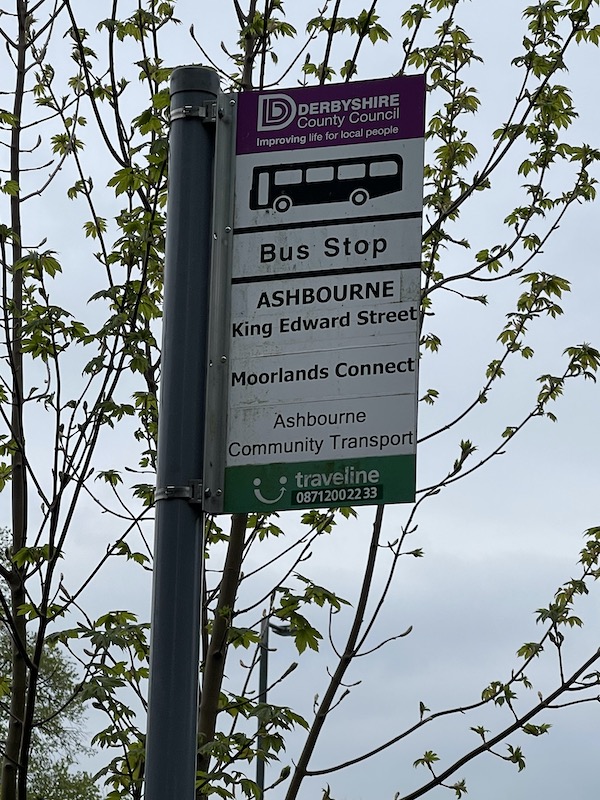 DERBYSHIRE
County Council
Improving life for local people
Bus Stop
ASHBOURNE
King Edward Street
Moorlands Connect
Ashbourne
Community Transport
traveline
0871 200 22 33